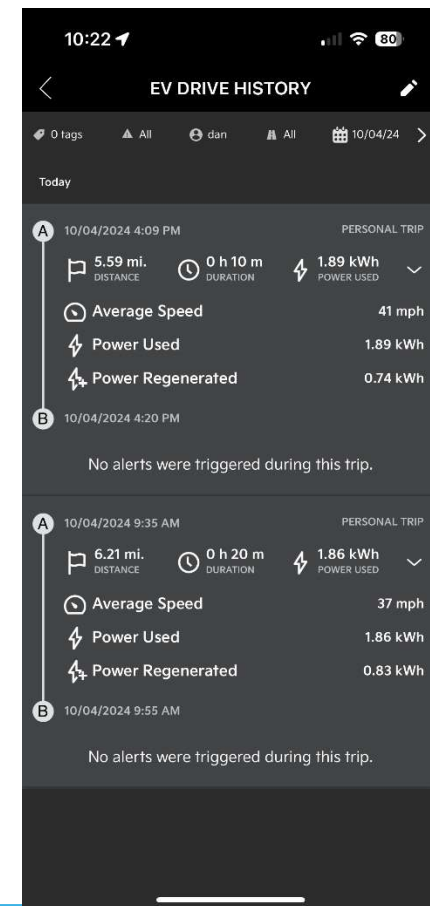 10:22 80
EV DRIVE HISTORY
0 tags All dan All 10/04/24
Today
A 10/04/2024 4:09 PM PERSONAL TRIP
5.59 mi. 0 h 10 m 1.89 kWh
DISTANCE DURATION POWER USED
Average Speed 41 mph
Power Used 1.89 kWh
Power Regenerated 0.74 kWh
B 10/04/2024 4:20 PM
No alerts were triggered during this trip.
A 10/04/2024 9:35 AM PERSONAL TRIP
6.21 mi. 0 h 20 m 1.86 kWh
DISTANCE DURATION POWER USED
Average Speed 37 mph
Power Used 1.86 kWh
Power Regenerated 0.83 kWh
B 10/04/2024 9:55 AM
No alerts were triggered during this trip.